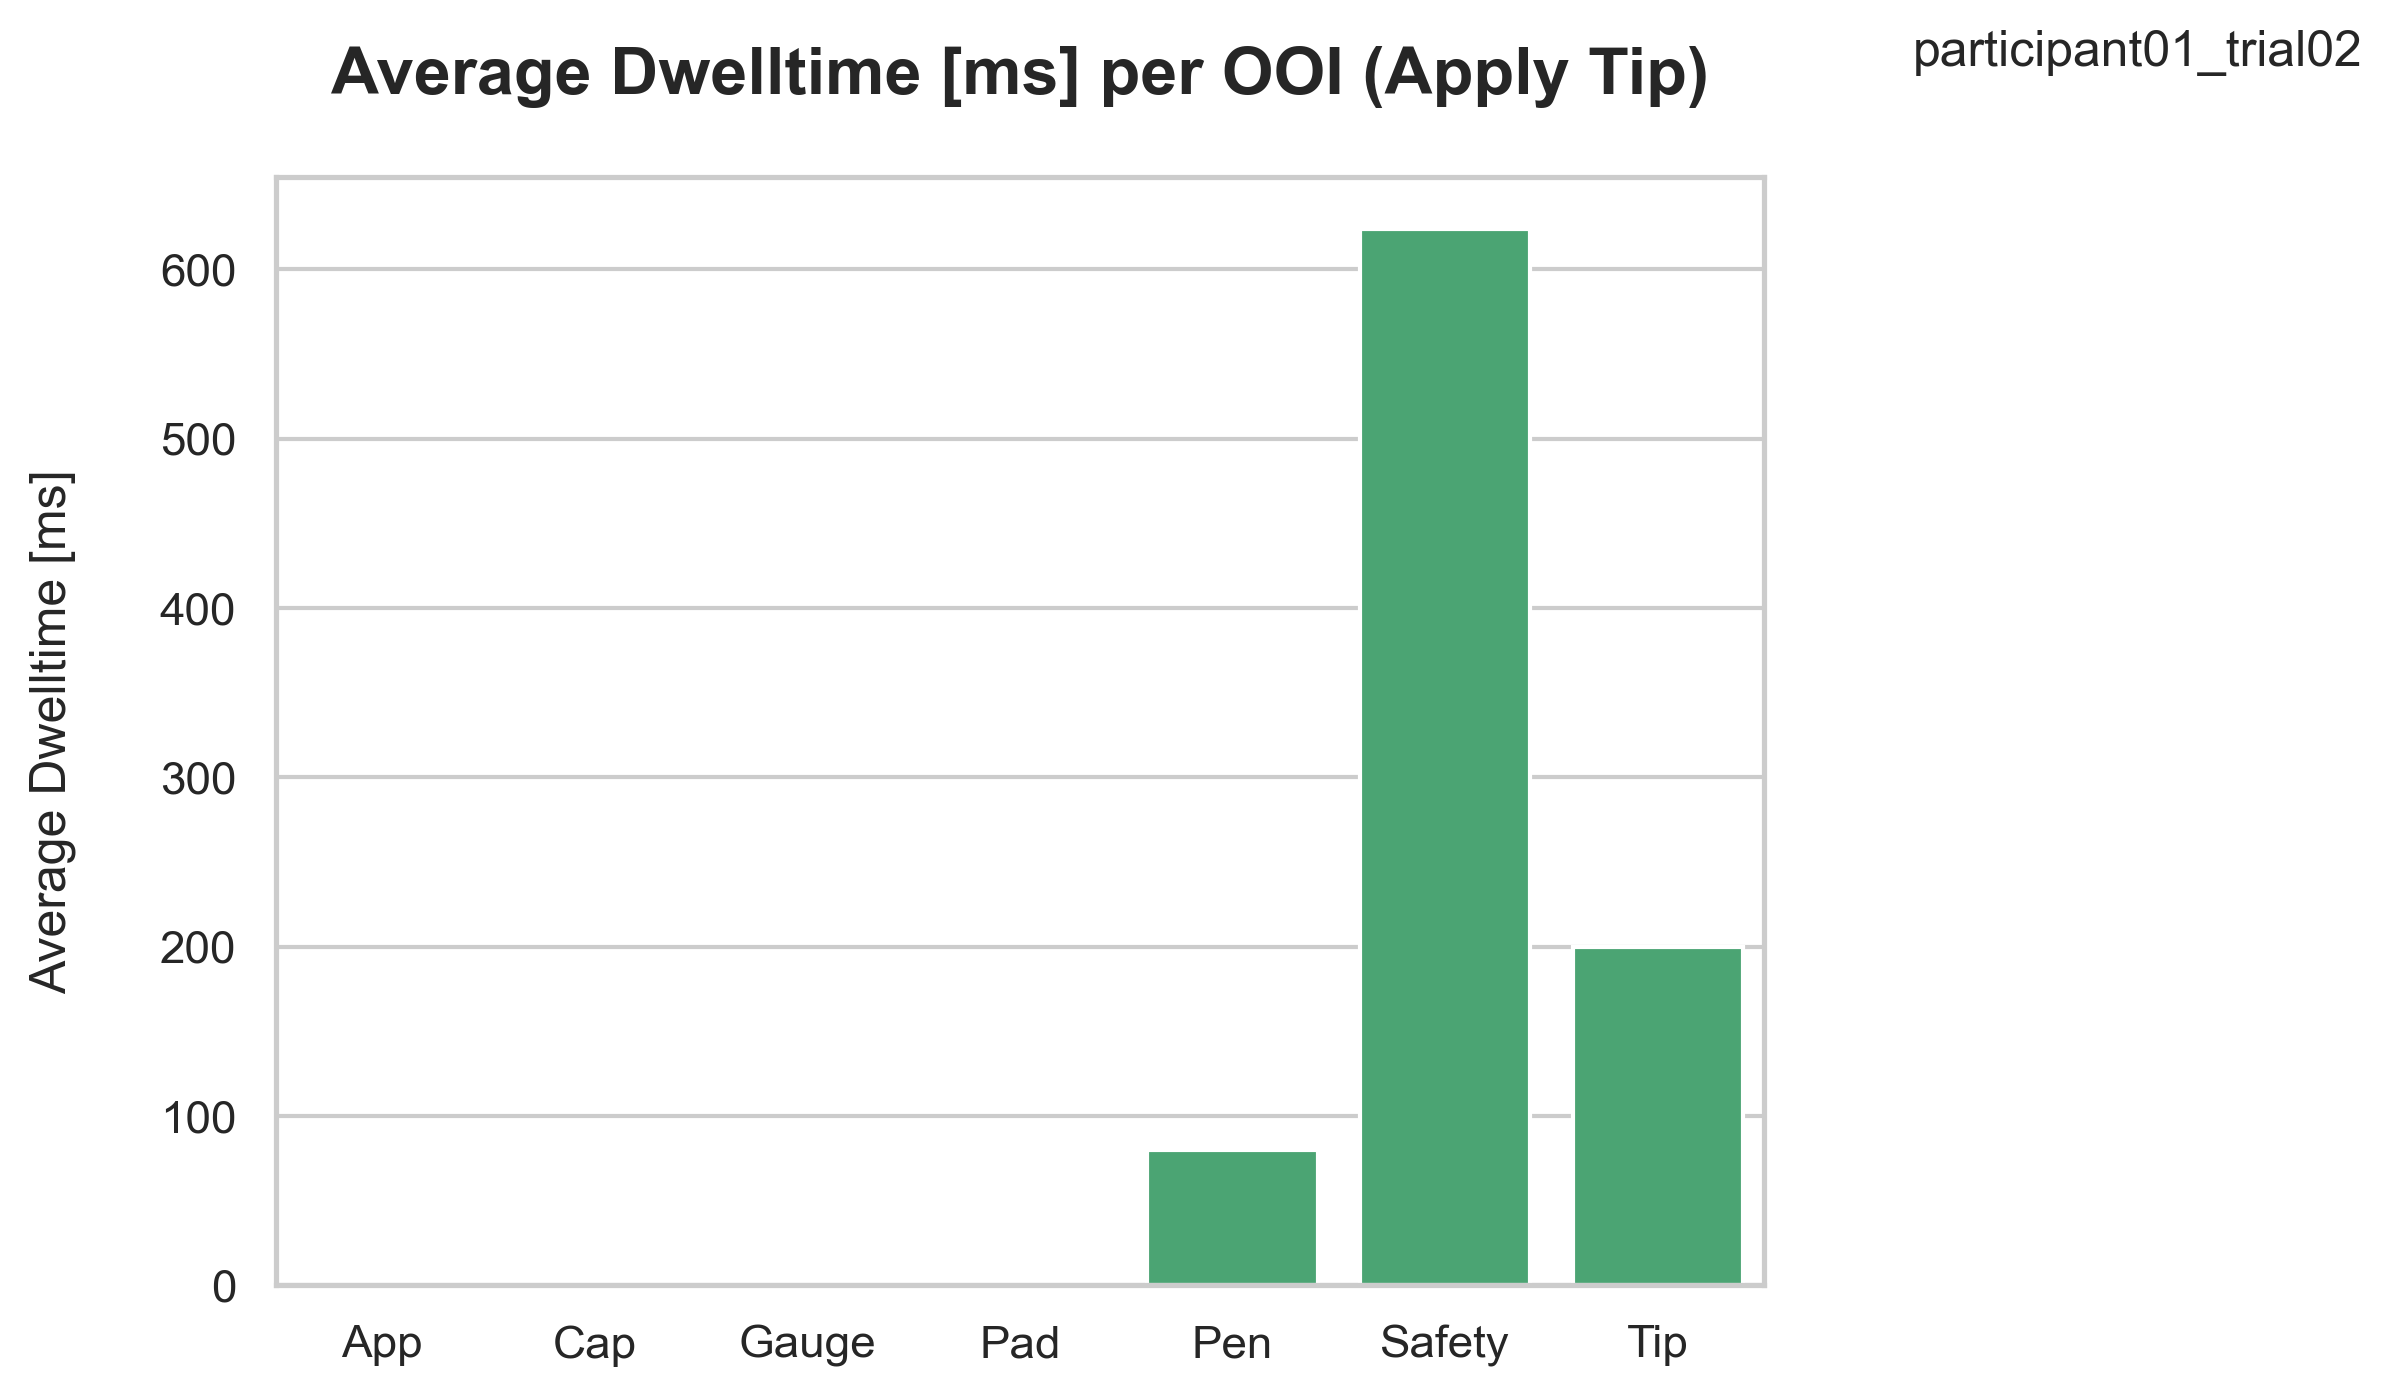 Average Dwelltime [ms] per OOI (Apply Tip)
participant01_trial02
Average Dwelltime [ms]
600
500
400
300
200
100
0
App Cap Gauge Pad Pen Safety Tip